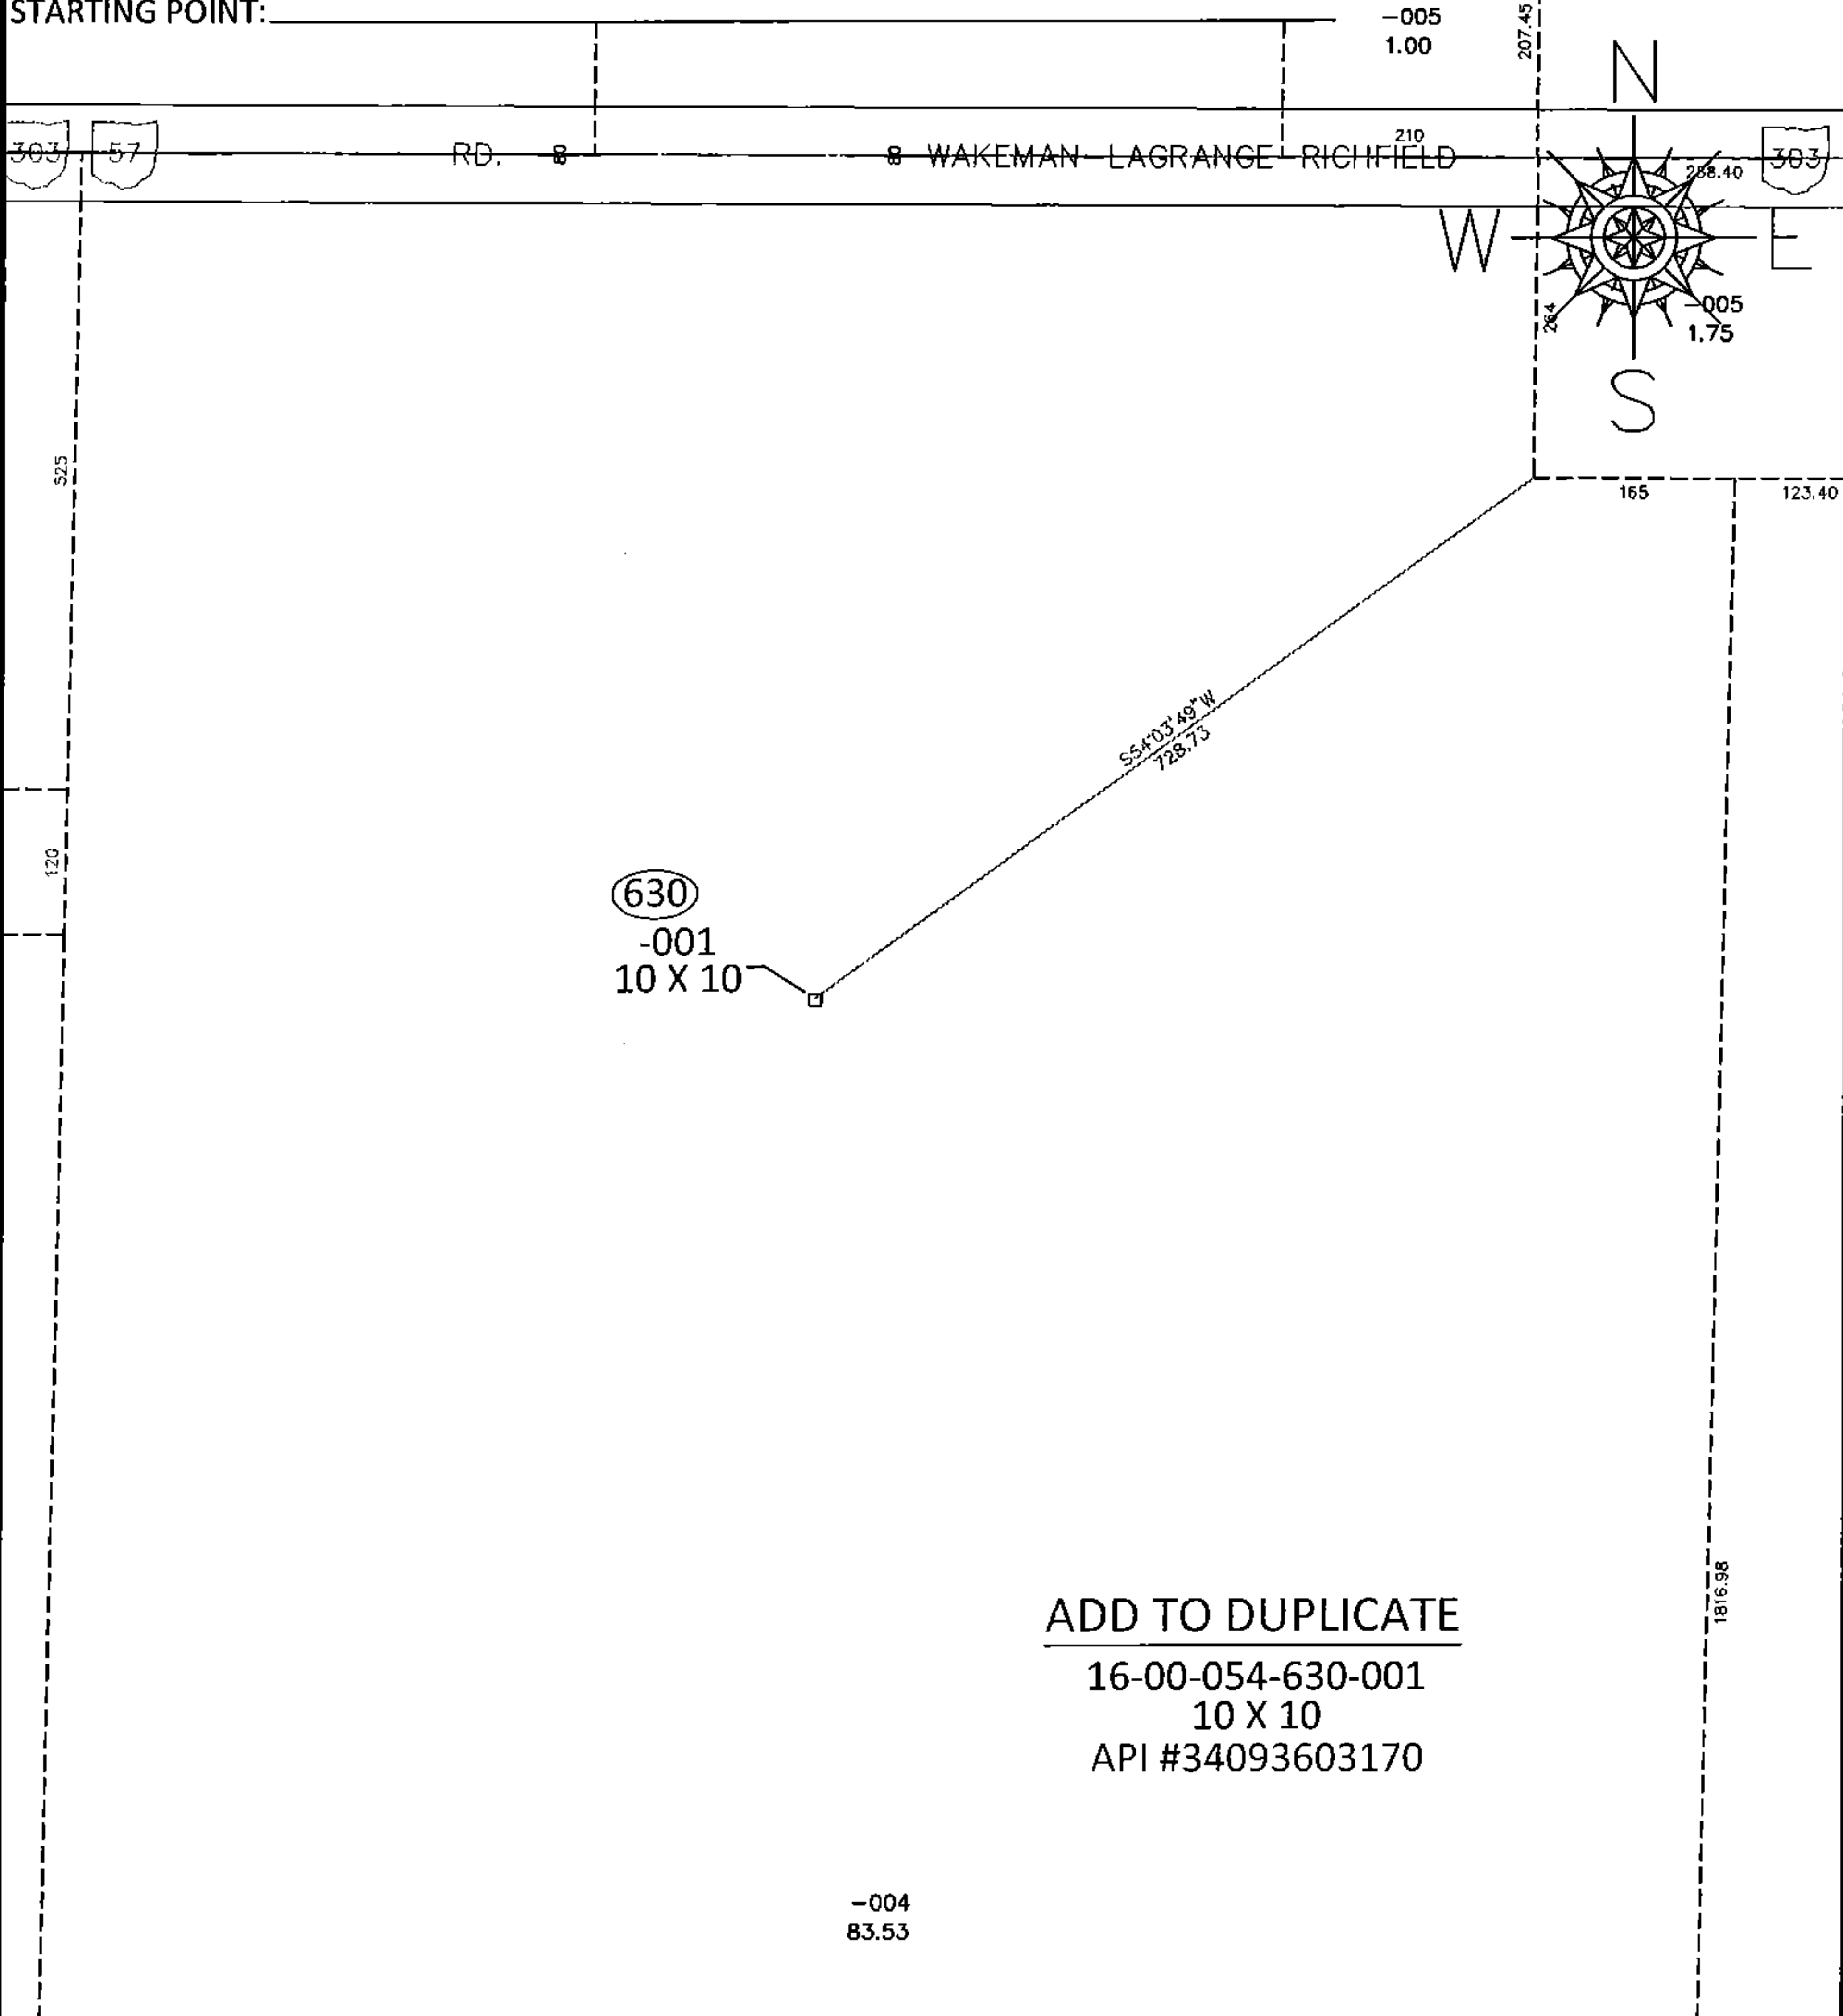 STARTING POINT:
-005
1.00
207.45
N
303
57
RD.
80
80
WAKEMAN-LAGRANGE-RICHFIELD
210
288.40
303
W
E
264
-005
1.75
S
525
165
123.40
S54°03'49"W
728.73
120
630
-001
10 X 10
1816.98
ADD TO DUPLICATE
16-00-054-630-001
10 X 10
API #34093603170
-004
83.53